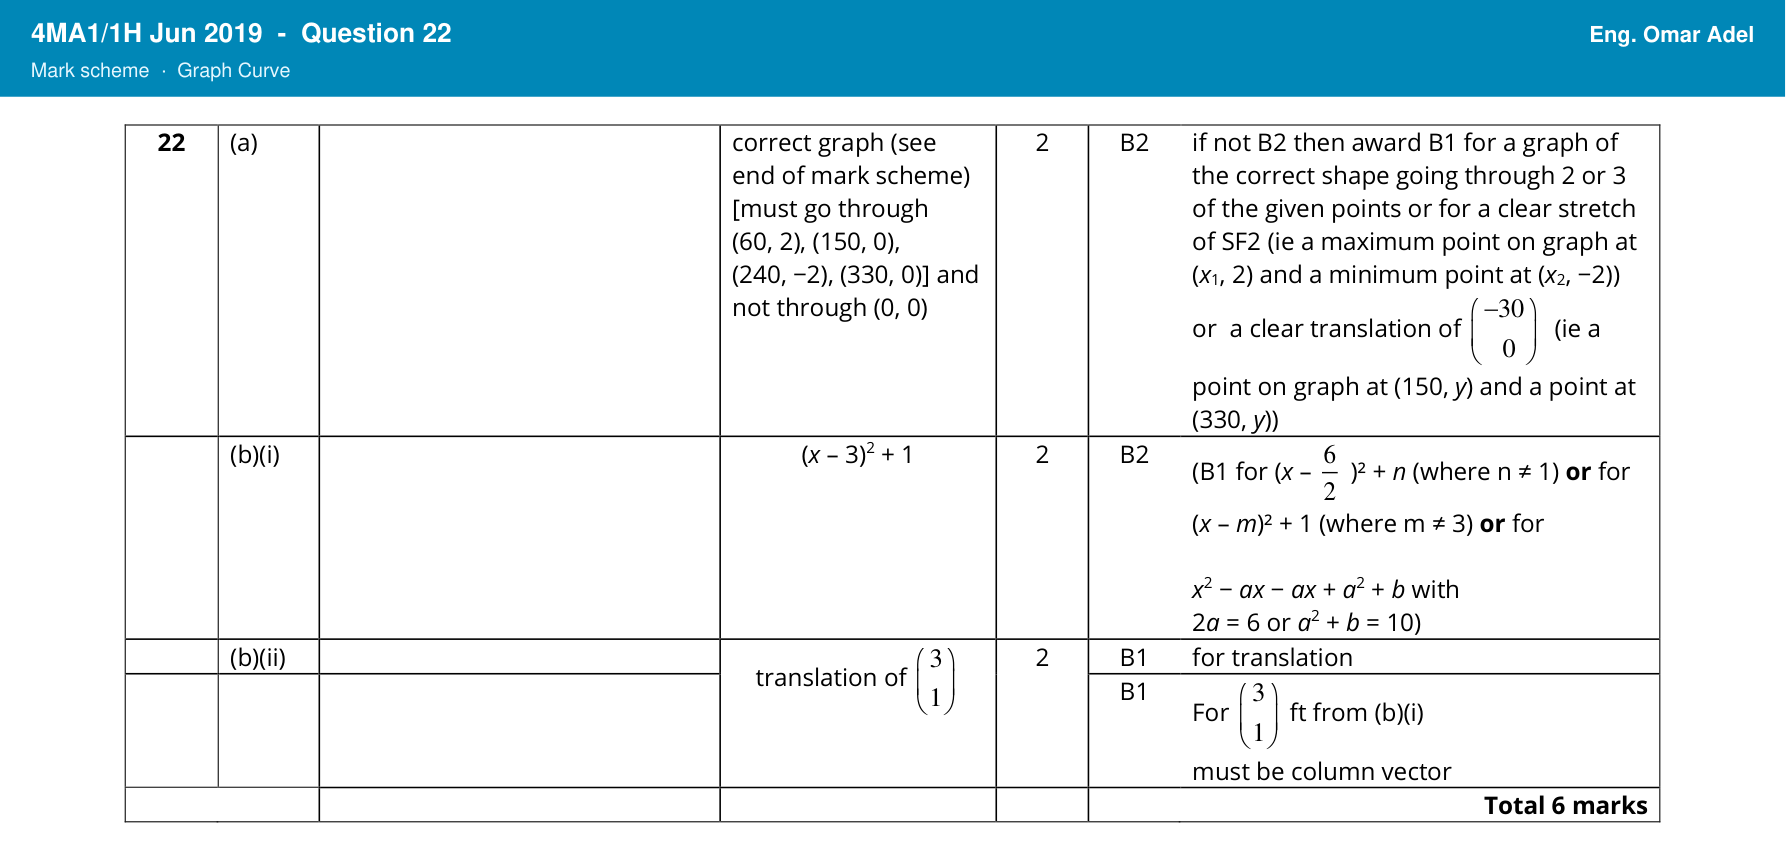 4MA1/1H Jun 2019 - Question 22
Eng. Omar Adel
Mark scheme · Graph Curve
22
(a)
correct graph (see
end of mark scheme)
[must go through
(60, 2), (150, 0),
(240, −2), (330, 0)] and
not through (0, 0)
2
B2
if not B2 then award B1 for a graph of
the correct shape going through 2 or 3
of the given points or for a clear stretch
of SF2 (ie a maximum point on graph at
(x₁, 2) and a minimum point at (x₂, −2))
or a clear translation of (−30 0) (ie a
point on graph at (150, y) and a point at
(330, y))
(b)(i)
(x – 3)² + 1
2
B2
(B1 for (x – 6/2 )² + n (where n ≠ 1) or for
(x – m)² + 1 (where m ≠ 3) or for
x² − ax − ax + a² + b with
2a = 6 or a² + b = 10)
(b)(ii)
translation of (3 1)
2
B1
for translation
B1
For (3 1) ft from (b)(i)
must be column vector
Total 6 marks